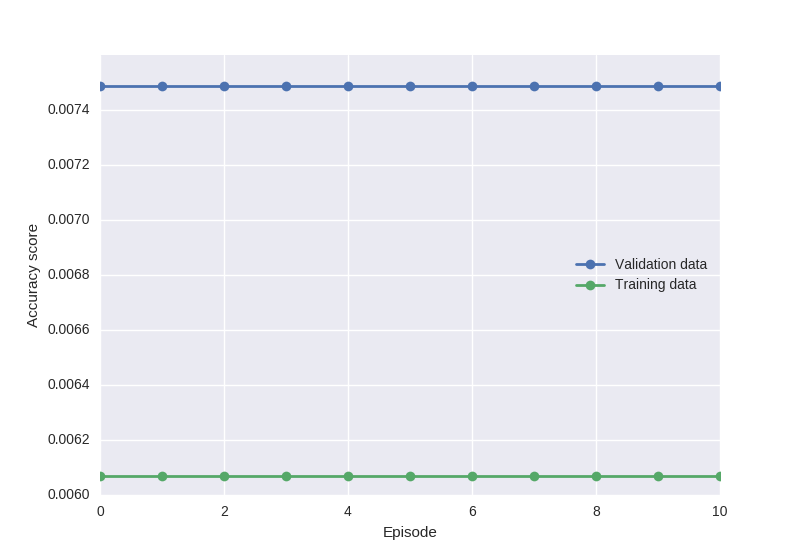 0.0074
0.0072
0.0070
0.0068
0.0066
0.0064
0.0062
0.0060
Accuracy score
Validation data
Training data
0 2 4 6 8 10
Episode